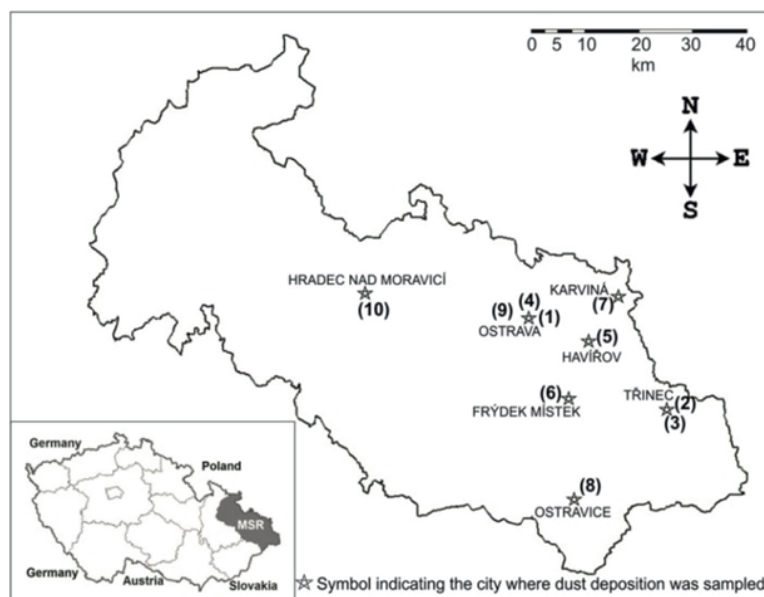 0 5 10 20 30 40
km
N
W E
S
HRADEC NAD MORAVICÍ
(10)
KARVINÁ
(7)
(4)
(9) (1)
OSTRAVA
(5)
HAVÍŘOV
(6)
FRÝDEK MÍSTEK
TŘINEC (2)
(3)
(8)
OSTRAVICE
Germany
Poland
MSR
Germany
Austria
Slovakia
Symbol indicating the city where dust deposition was sampled